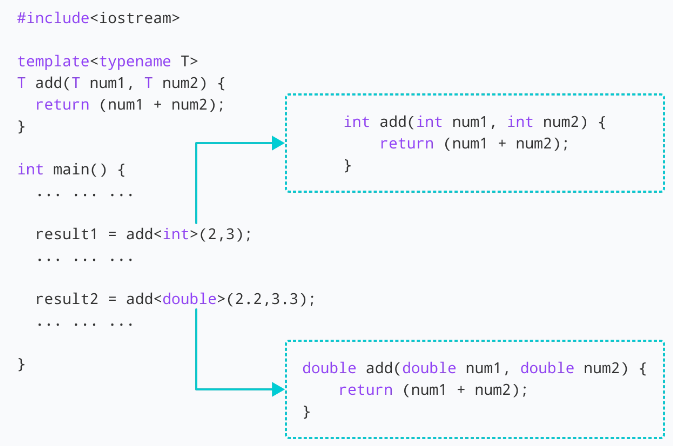 #include<iostream>
template<typename T>
T add(T num1, T num2) {
return (num1 + num2);
}
int main() {
... ... ...
result1 = add<int>(2,3);
... ... ...
result2 = add<double>(2.2,3.3);
... ... ...
}
int add(int num1, int num2) {
return (num1 + num2);
}
double add(double num1, double num2) {
return (num1 + num2);
}